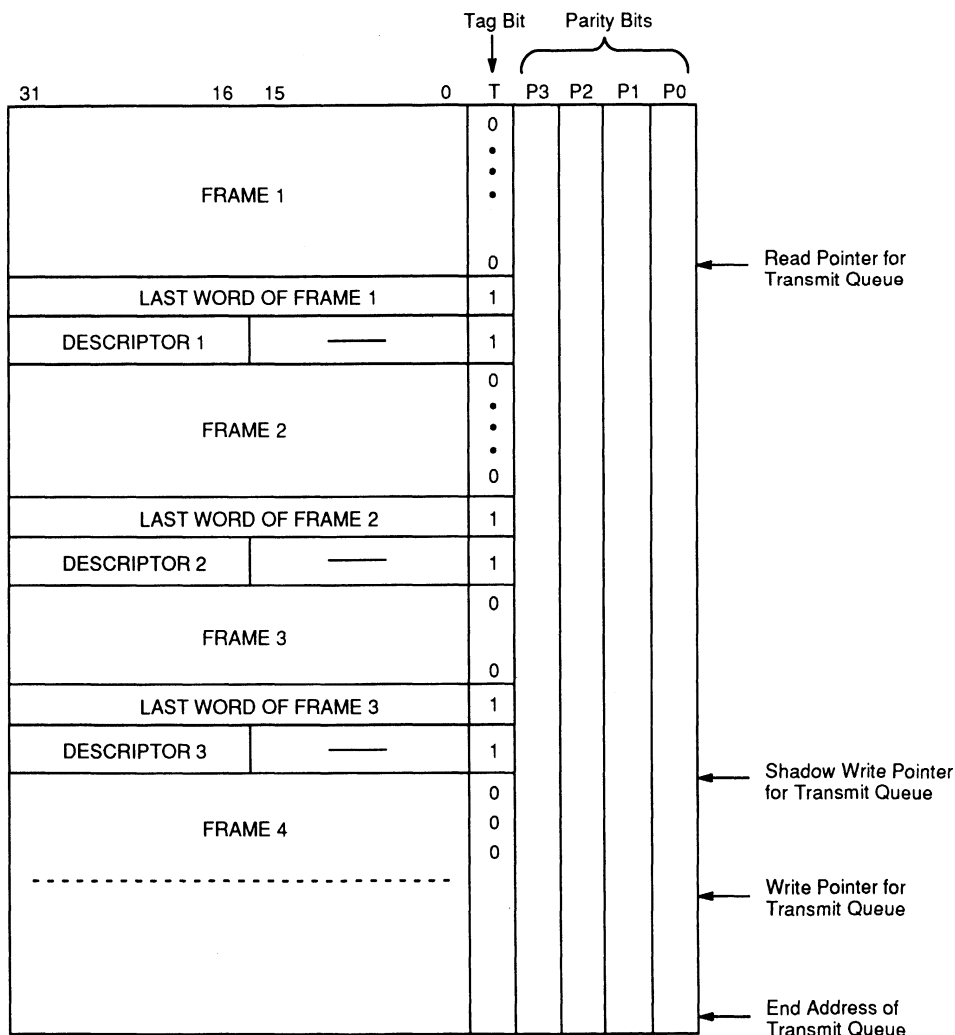 Tag Bit Parity Bits
31 16 15 0 T P3 P2 P1 P0
0
FRAME 1
0
Read Pointer for
Transmit Queue
LAST WORD OF FRAME 1 1
DESCRIPTOR 1 1
0
FRAME 2
0
LAST WORD OF FRAME 2 1
DESCRIPTOR 2 1
0
FRAME 3
0
LAST WORD OF FRAME 3 1
DESCRIPTOR 3 1
Shadow Write Pointer
for Transmit Queue
0
FRAME 4 0
0
Write Pointer for
Transmit Queue
End Address of
Transmit Queue